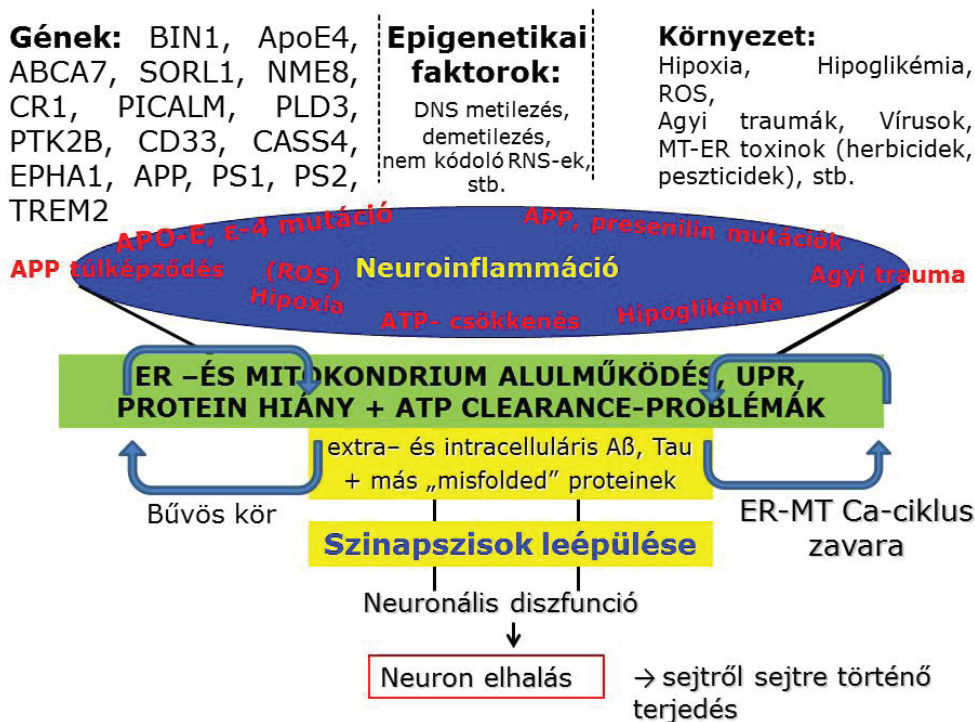 Gének: BIN1, ApoE4,
ABCA7, SORL1, NME8,
CR1, PICALM, PLD3,
PTK2B, CD33, CASS4,
EPHA1, APP, PS1, PS2,
TREM2
Epigenetikai
faktorok:
DNS metilezés,
demetilezés,
nem kódoló RNS-ek,
stb.
Környezet:
Hipoxia, Hipoglikémia,
ROS,
Agyi traumák, Vírusok,
MT-ER toxinok (herbicidek,
peszticidek), stb.
APO-E, ε-4 mutáció
APP, presenilin mutációk
APP túlképződés
(ROS)
Hipoxia
Neuroinflammáció
Agyi trauma
ATP- csökkenés
Hipoglikémia
ER –ÉS MITOKONDRIUM ALULMŰKÖDÉS, UPR,
PROTEIN HIÁNY + ATP CLEARANCE-PROBLÉMÁK
extra– és intracelluláris Aß, Tau
+ más „misfolded” proteinek
Bűvös kör
ER-MT Ca-ciklus
zavara
Szinapszisok leépülése
Neuronális diszfunció
Neuron elhalás
→ sejtről sejtre történő
terjedés